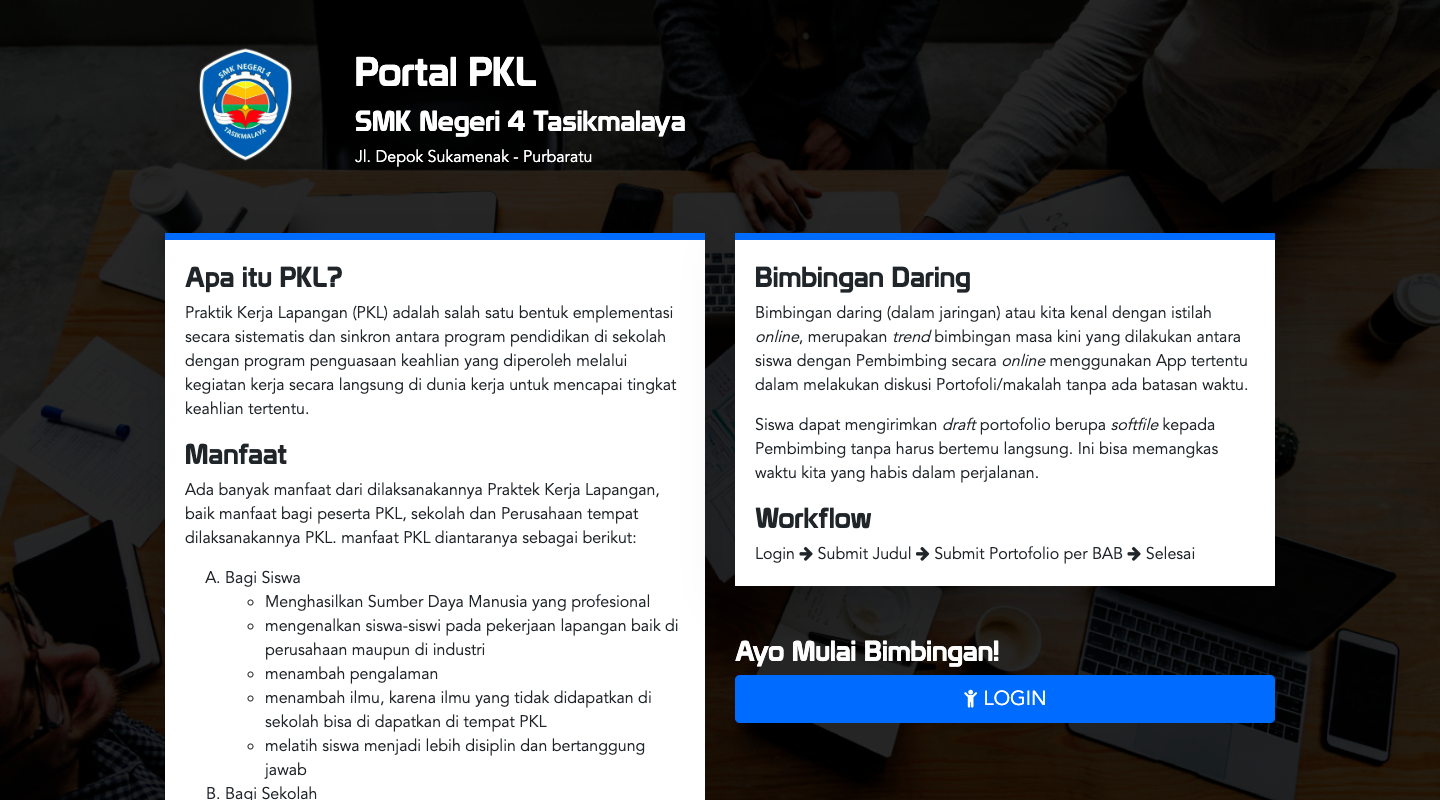 SMK NEGERI 4
TASIKMALAYA
Portal PKL
SMK Negeri 4 Tasikmalaya
Jl. Depok Sukamenak - Purbaratu
Apa itu PKL?
Praktik Kerja Lapangan (PKL) adalah salah satu bentuk emplementasi
secara sistematis dan sinkron antara program pendidikan di sekolah
dengan program penguasaan keahlian yang diperoleh melalui
kegiatan kerja secara langsung di dunia kerja untuk mencapai tingkat
keahlian tertentu.
Manfaat
Ada banyak manfaat dari dilaksanakannya Praktek Kerja Lapangan,
baik manfaat bagi peserta PKL, sekolah dan Perusahaan tempat
dilaksanakannya PKL. manfaat PKL diantaranya sebagai berikut:
A. Bagi Siswa
Menghasilkan Sumber Daya Manusia yang profesional
mengenalkan siswa-siswi pada pekerjaan lapangan baik di
perusahaan maupun di industri
menambah pengalaman
menambah ilmu, karena ilmu yang tidak didapatkan di
sekolah bisa di dapatkan di tempat PKL
melatih siswa menjadi lebih disiplin dan bertanggung
jawab
B. Bagi Sekolah
Bimbingan Daring
Bimbingan daring (dalam jaringan) atau kita kenal dengan istilah
online, merupakan trend bimbingan masa kini yang dilakukan antara
siswa dengan Pembimbing secara online menggunakan App tertentu
dalam melakukan diskusi Portofoli/makalah tanpa ada batasan waktu.
Siswa dapat mengirimkan draft portofolio berupa softfile kepada
Pembimbing tanpa harus bertemu langsung. Ini bisa memangkas
waktu kita yang habis dalam perjalanan.
Workflow
Login → Submit Judul → Submit Portofolio per BAB → Selesai
Ayo Mulai Bimbingan!
LOGIN